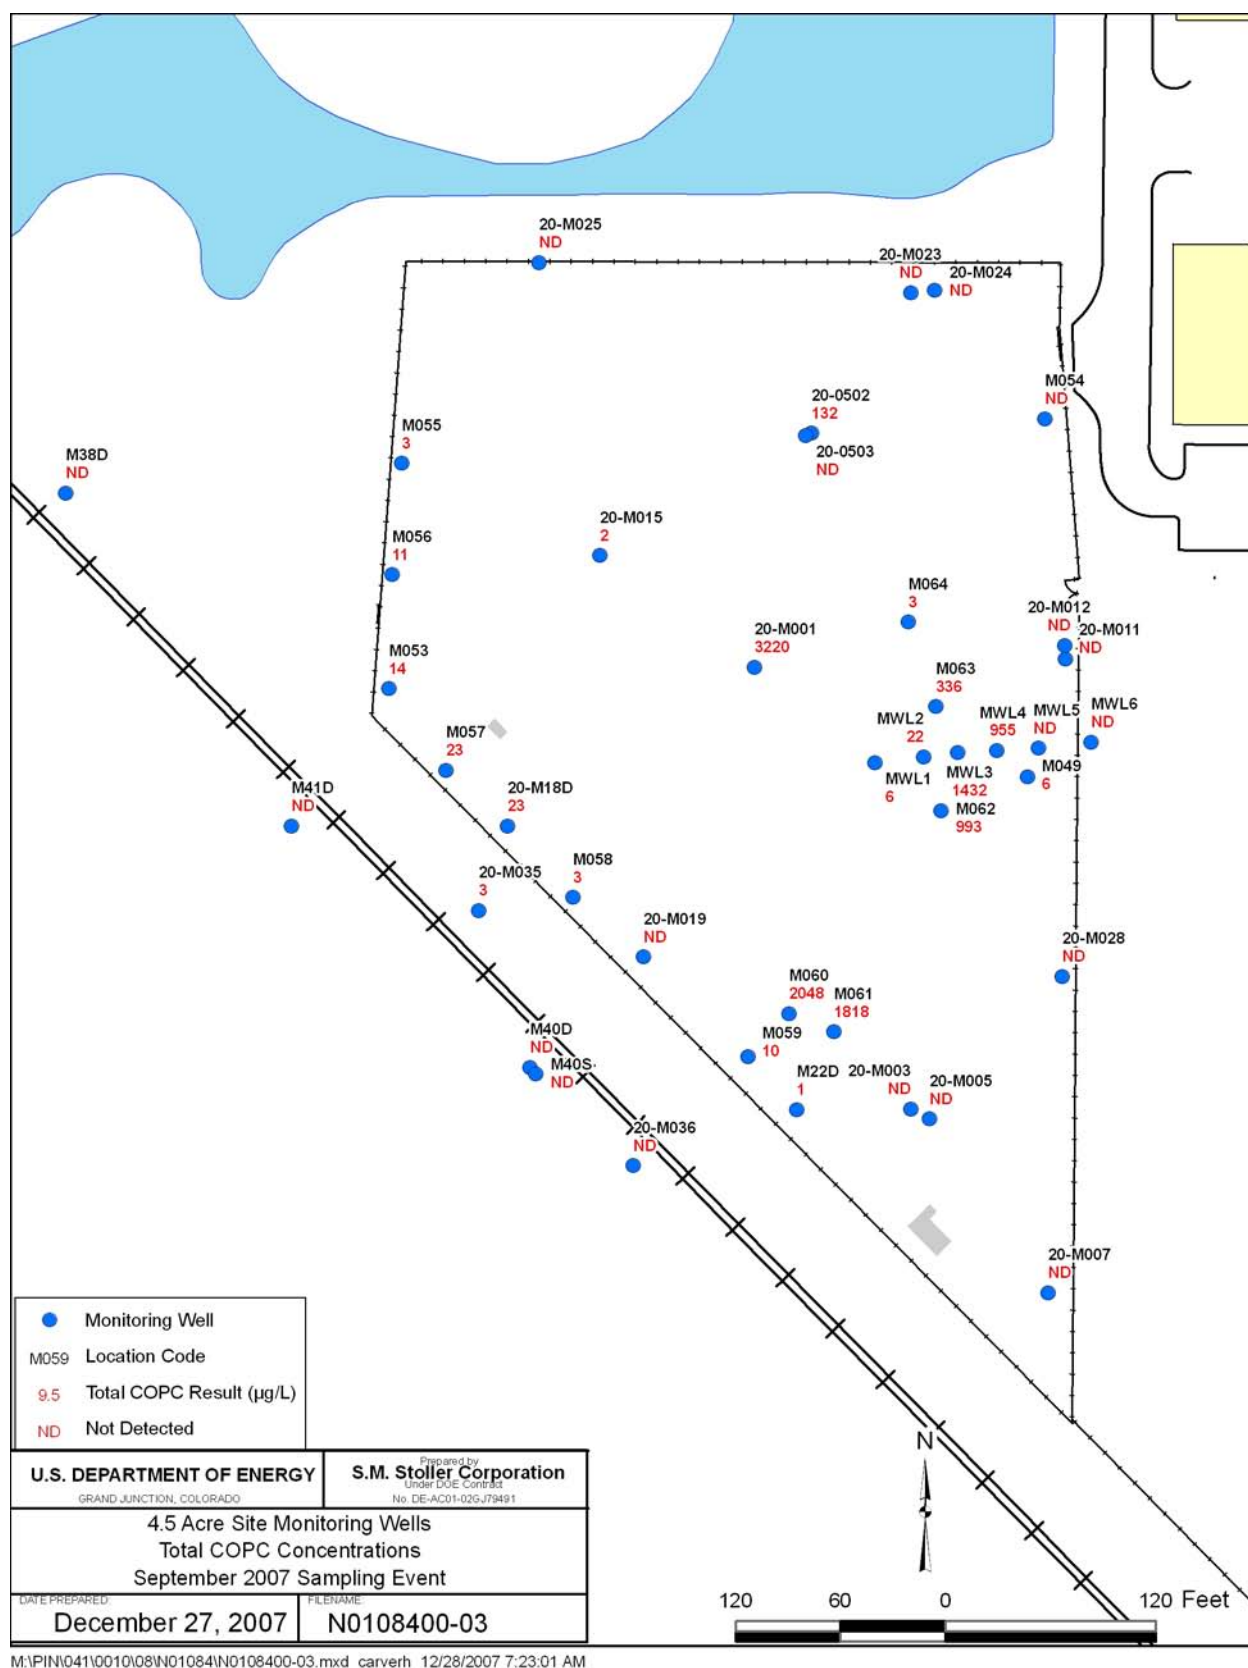 20-M025
ND
20-M023
ND
20-M024
ND
M054
ND
20-0502
132
20-0503
ND
M055
3
M38D
ND
20-M015
2
M056
11
M064
3
20-M012
ND
20-M011
ND
20-M001
3220
M053
14
M063
336
MWL2
22
MWL4
955
MWL5
ND
MWL6
ND
M057
23
MWL1
6
MWL3
1432
M049
6
M062
993
M41D
ND
20-M18D
23
M058
3
20-M035
3
20-M019
ND
20-M028
ND
M060
2048
M061
1818
M059
10
M40D
ND
M40S
ND
M22D
1
20-M003
ND
20-M005
ND
20-M036
ND
20-M007
ND
Monitoring Well
M059 Location Code
9.5 Total COPC Result (µg/L)
ND Not Detected
N
U.S. DEPARTMENT OF ENERGY
GRAND JUNCTION, COLORADO
Prepared by
S.M. Stoller Corporation
Under DOE Contract
No. DE-AC01-02GJ79491
4.5 Acre Site Monitoring Wells
Total COPC Concentrations
September 2007 Sampling Event
DATE PREPARED:
December 27, 2007
FILENAME:
N0108400-03
120 60 0 120 Feet
M:\PIN\041\0010\08\N01084\N0108400-03.mxd carverh 12/28/2007 7:23:01 AM